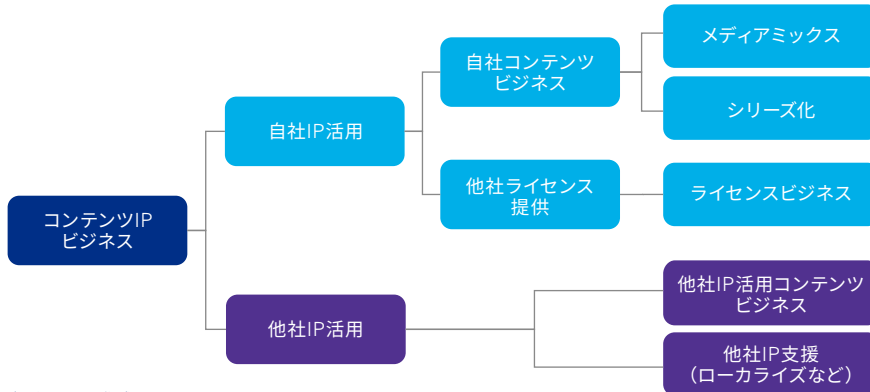 メディアミックス
自社コンテンツ
ビジネス
シリーズ化
自社IP活用
他社ライセンス
提供
ライセンスビジネス
コンテンツIP
ビジネス
他社IP活用コンテンツ
ビジネス
他社IP活用
他社IP支援
（ローカライズなど）